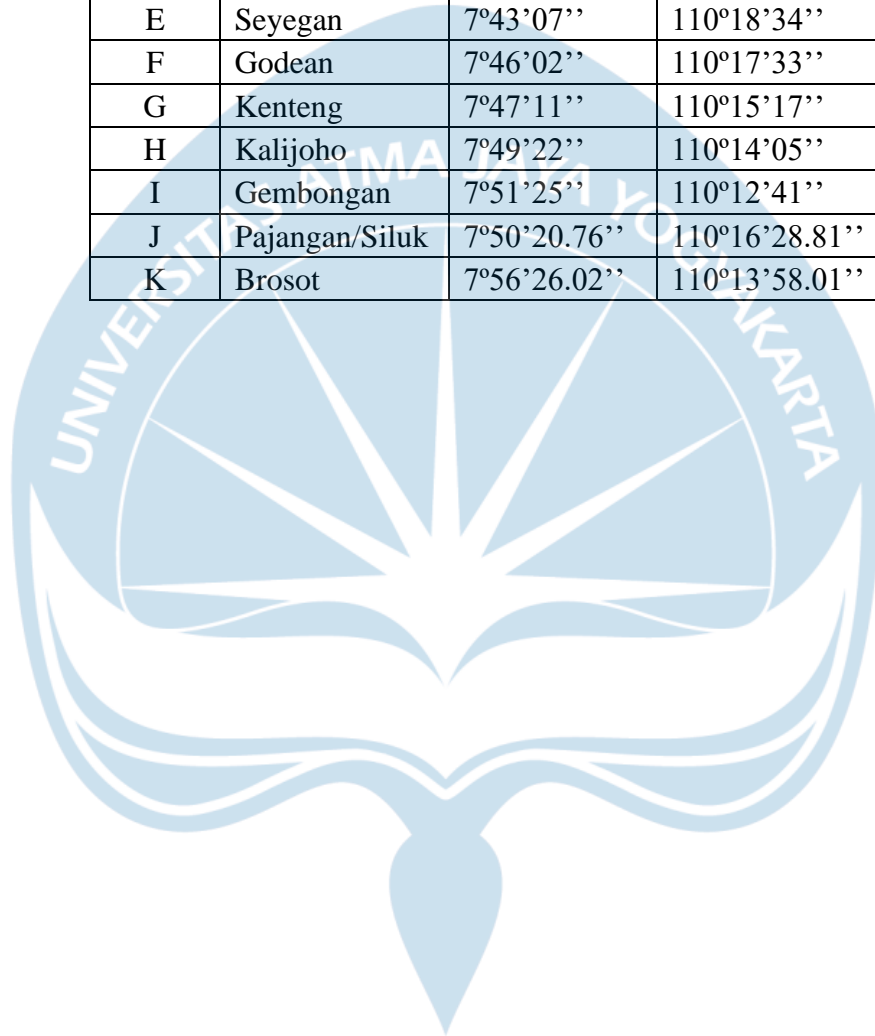 E Seyegan 7º43’07’’ 110º18’34’’
F Godean 7º46’02’’ 110º17’33’’
G Kenteng 7º47’11’’ 110º15’17’’
H Kalijoho 7º49’22’’ 110º14’05’’
I Gembongan 7º51’25’’ 110º12’41’’
J Pajangan/Siluk 7º50’20.76’’ 110º16’28.81’’
K Brosot 7º56’26.02’’ 110º13’58.01’’
UNIVERSITAS ATMA JAYA YOGYAKARTA